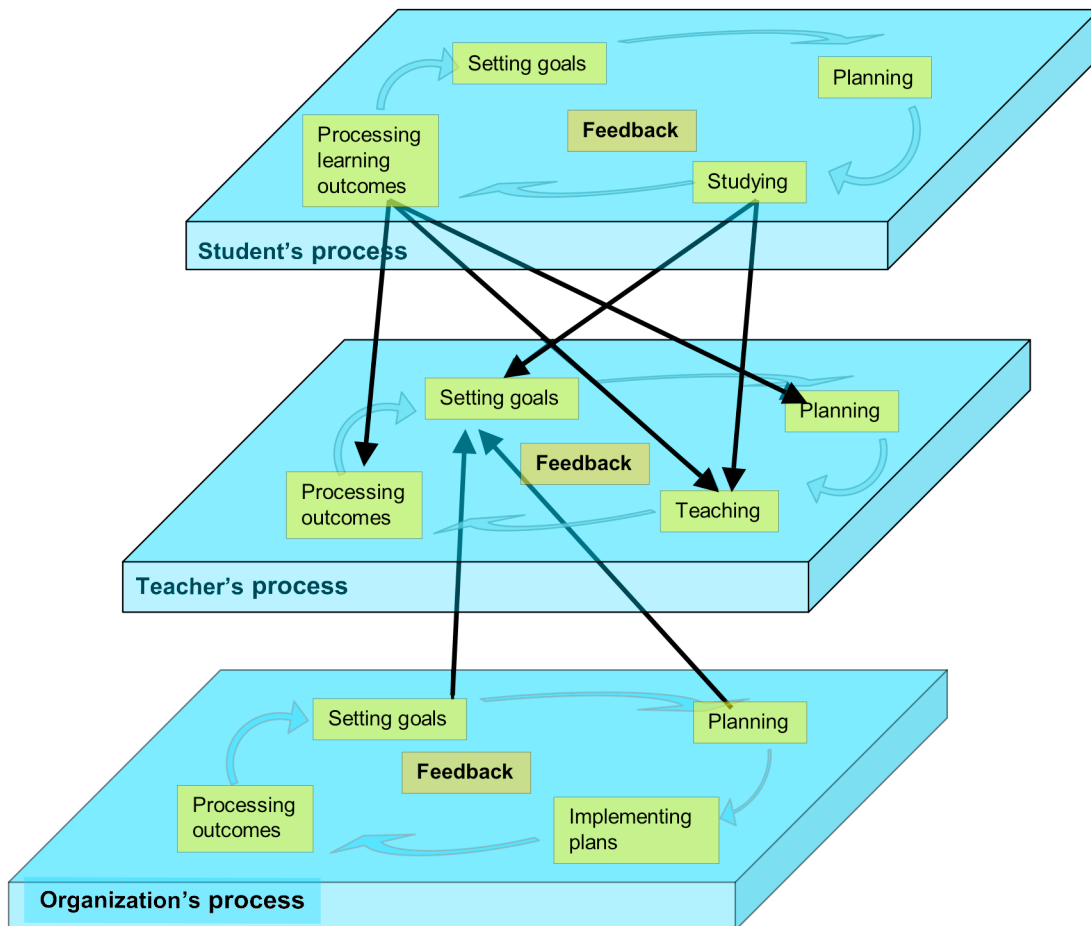 Setting goals
Planning
Feedback
Processing
learning
outcomes
Studying
Student's process
Setting goals
Planning
Feedback
Processing
outcomes
Teaching
Teacher's process
Setting goals
Planning
Feedback
Processing
outcomes
Implementing
plans
Organization's process